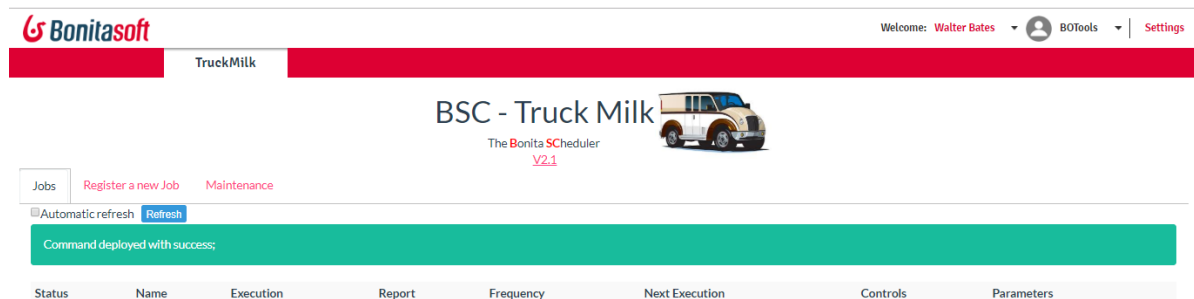 Bonitasoft
Welcome: Walter Bates BOTools Settings
TruckMilk
BSC - Truck Milk
The Bonita SCheduler
V2.1
Jobs Register a new Job Maintenance
Automatic refresh Refresh
Command deployed with success;
Status Name Execution Report Frequency Next Execution Controls Parameters